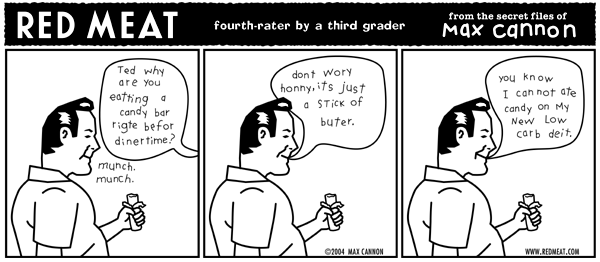 RED MEAT
fourth-rater by a third grader
from the secret files of
Max cannon
Ted why
are you
eatting a
candy bar
rigte befor
dinertime?
munch.
munch.
dont wory
honny, its just
a stick of
buter.
©2004 MAX CANNON
you know
I can not ate
candy on My
New Low
carb deit.
WWW.REDMEAT.COM